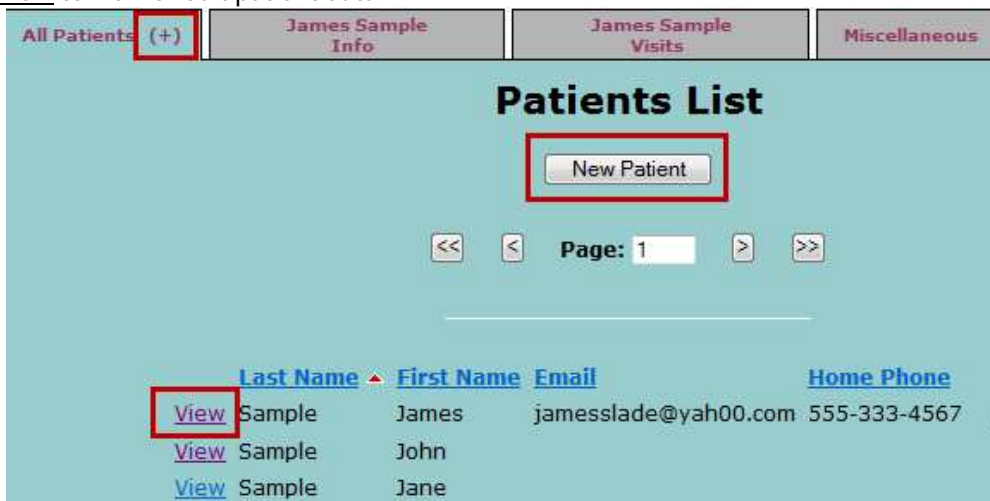 All Patients (+) James Sample Info James Sample Visits Miscellaneous
Patients List
New Patient
<< < Page: 1 > >>
Last Name First Name Email Home Phone
View Sample James jamesslade@yah00.com 555-333-4567
View Sample John
View Sample Jane